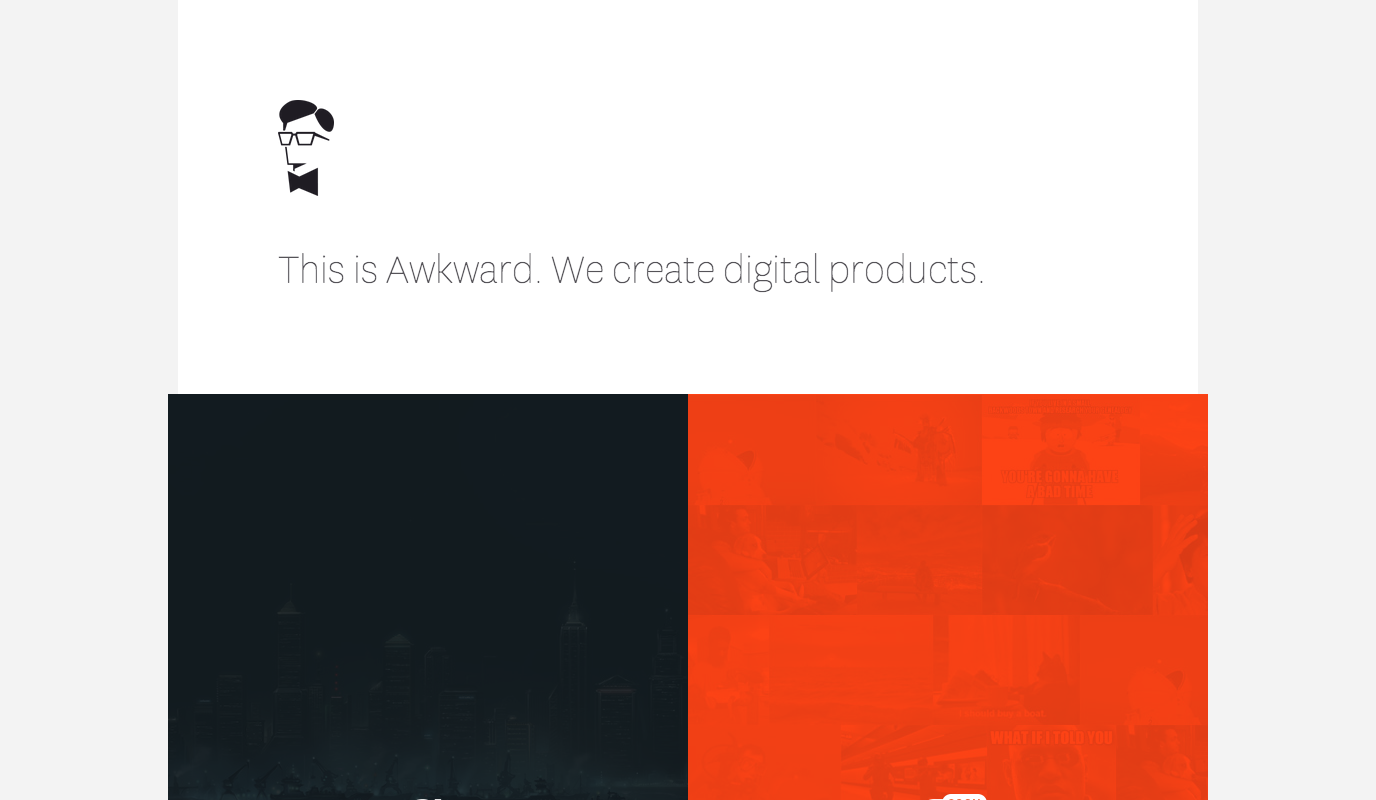 This is Awkward. We create digital products.
YOU'RE GONNA HAVE
A BAD TIME
WHAT IF I TOLD YOU